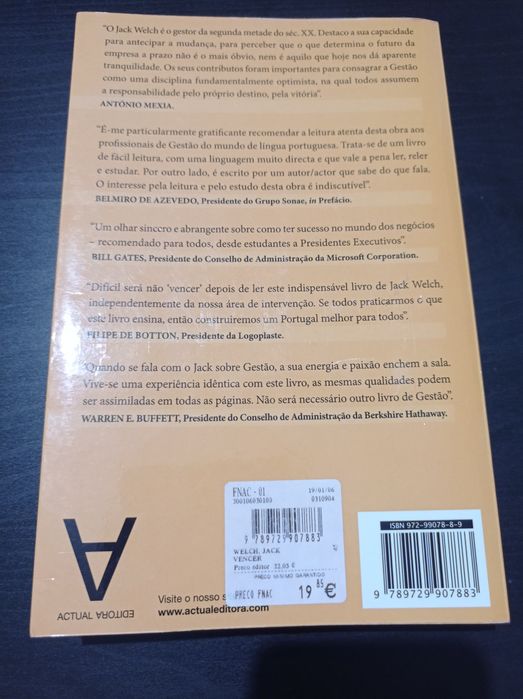 “O Jack Welch é o gestor da segunda metade do séc. XX. Destaco a sua capacidade
para antecipar a mudança, para perceber que o que determina o futuro da
empresa a prazo não é o mais óbvio, nem é aquilo que hoje nos dá aparente
tranquilidade. Os seus contributos foram importantes para consagrar a Gestão
como uma disciplina fundamentalmente optimista, na qual todos assumem
a responsabilidade pelo próprio destino, pela vitória”.
ANTÓNIO MEXIA.
“É-me particularmente gratificante recomendar a leitura atenta desta obra aos
profissionais de Gestão do mundo de língua portuguesa. Trata-se de um livro
de fácil leitura, com uma linguagem muito directa e que vale a pena ler, reler
e estudar. Por outro lado, é escrito por um autor/actor que sabe do que fala.
O interesse pela leitura e pelo estudo desta obra é indiscutível”.
BELMIRO DE AZEVEDO, Presidente do Grupo Sonae, in Prefácio.
“Um olhar sincero e abrangente sobre como ter sucesso no mundo dos negócios
– recomendado para todos, desde estudantes a Presidentes Executivos”.
BILL GATES, Presidente do Conselho de Administração da Microsoft Corporation.
“Difícil será não ‘vencer’ depois de ler este indispensável livro de Jack Welch,
independentemente da nossa área de intervenção. Se todos praticarmos o que
este livro ensina, então construiremos um Portugal melhor para todos”.
FILIPE DE BOTTON, Presidente da Logoplaste.
“Quando se fala com o Jack sobre Gestão, a sua energia e paixão enchem a sala.
Vive-se uma experiência idêntica com este livro, as mesmas qualidades podem
ser assimiladas em todas as páginas. Não será necessário outro livro de Gestão”.
WARREN E. BUFFETT, Presidente do Conselho de Administração da Berkshire Hathaway.
FNAC - 01 19/01/06
300106030100 0310904
9 789729 907883
WELCH, JACK
VENCER
Preco editor 22.05 €
PRECO MINIMO GARANTIDO
PRECO FNAC 19 85 €
ISBN 972-99078-8-9
9 789729 907883
ACTUAL EDITORA
Visite o nosso s
www.actualeditora.com